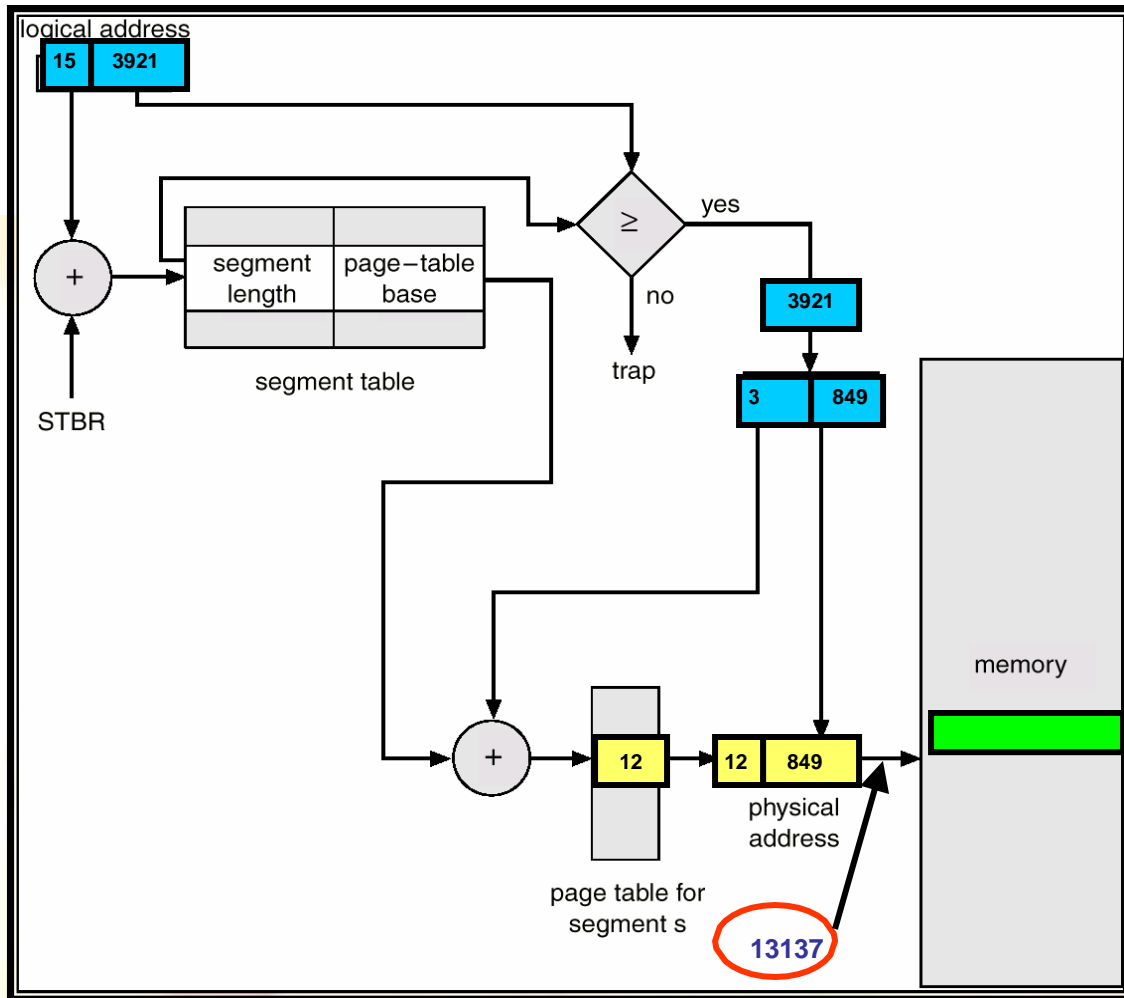 logical address
15 3921
≥
yes
segment length
page–table base
+
no
3921
trap
segment table
3 849
STBR
memory
+
12
12 849
physical address
page table for segment s
13137